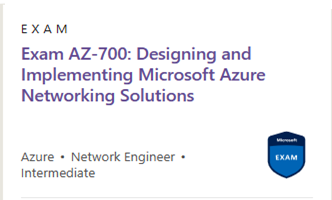 EXAM
Exam AZ-700: Designing and
Implementing Microsoft Azure
Networking Solutions
Azure • Network Engineer •
Intermediate
Microsoft
EXAM